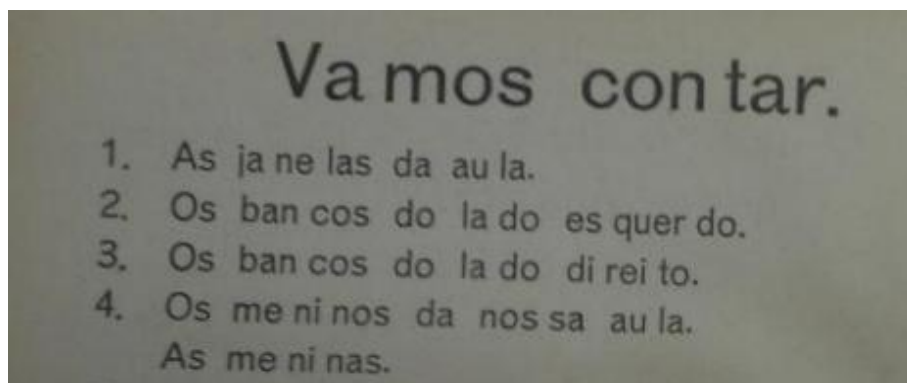 Va mos con tar.
1. As ja ne las da au la.
2. Os ban cos do la do es quer do.
3. Os ban cos do la do di rei to.
4. Os me ni nos da nos sa au la.
As me ni nas.